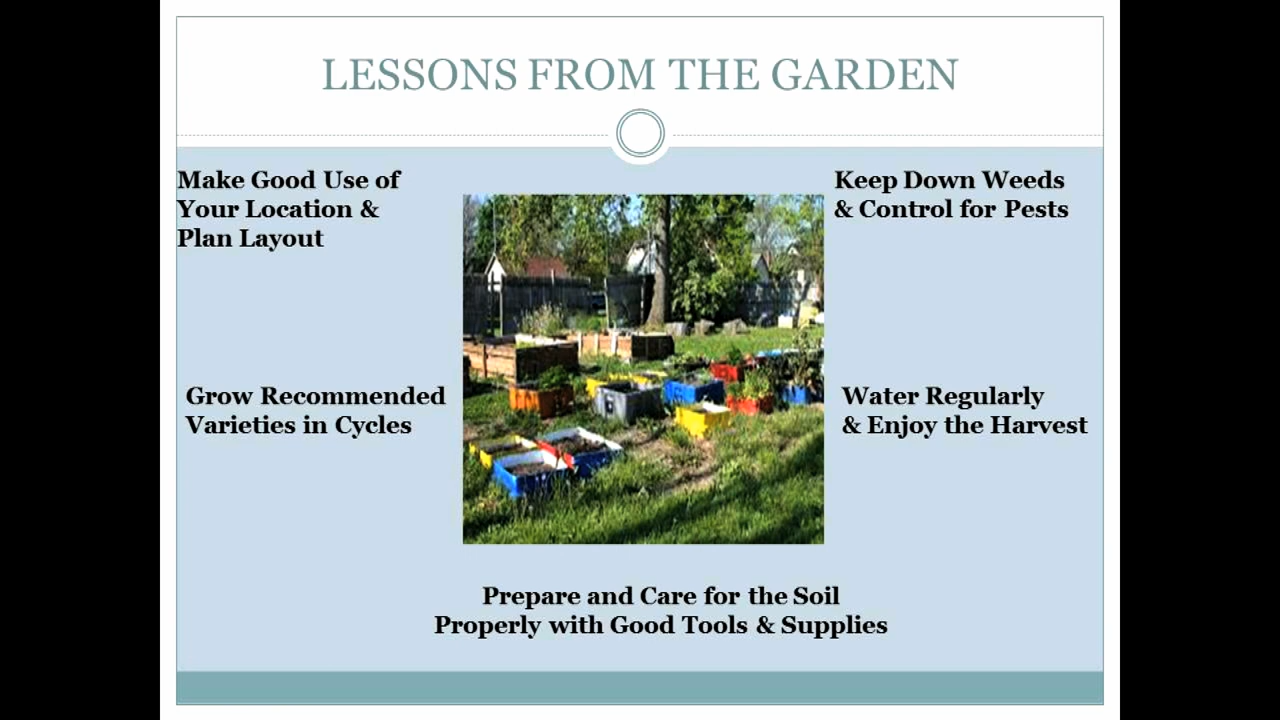 LESSONS FROM THE GARDEN
Make Good Use of
Your Location &
Plan Layout
Keep Down Weeds
& Control for Pests
Grow Recommended
Varieties in Cycles
Water Regularly
& Enjoy the Harvest
Prepare and Care for the Soil
Properly with Good Tools & Supplies